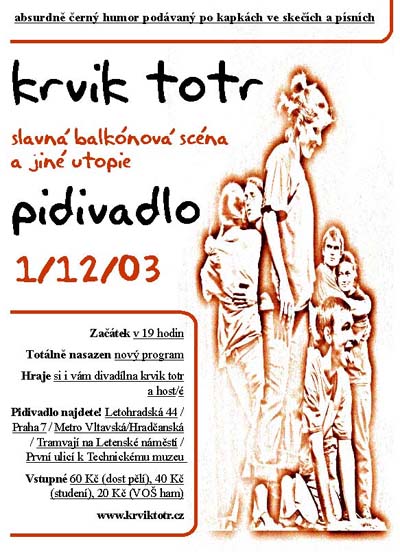 absurdně černý humor podávaný po kapkách ve skečích a písních
krvik totr
slavná balkónová scéna
a jiné utopie
pidivadlo
1/12/03
Začátek v 19 hodin
Totálně nasazen nový program
Hraje si i vám divadílna krvik totr
a host/é
Pidivadlo najdete! Letohradská 44 /
Praha 7 / Metro Vltavská/Hradčanská
/ Tramvají na Letenské náměstí /
První ulicí k Technickému muzeu
Vstupné 60 Kč (dost pělí), 40 Kč
(studení), 20 Kč (VOŠ ham)
www.krviktotr.cz